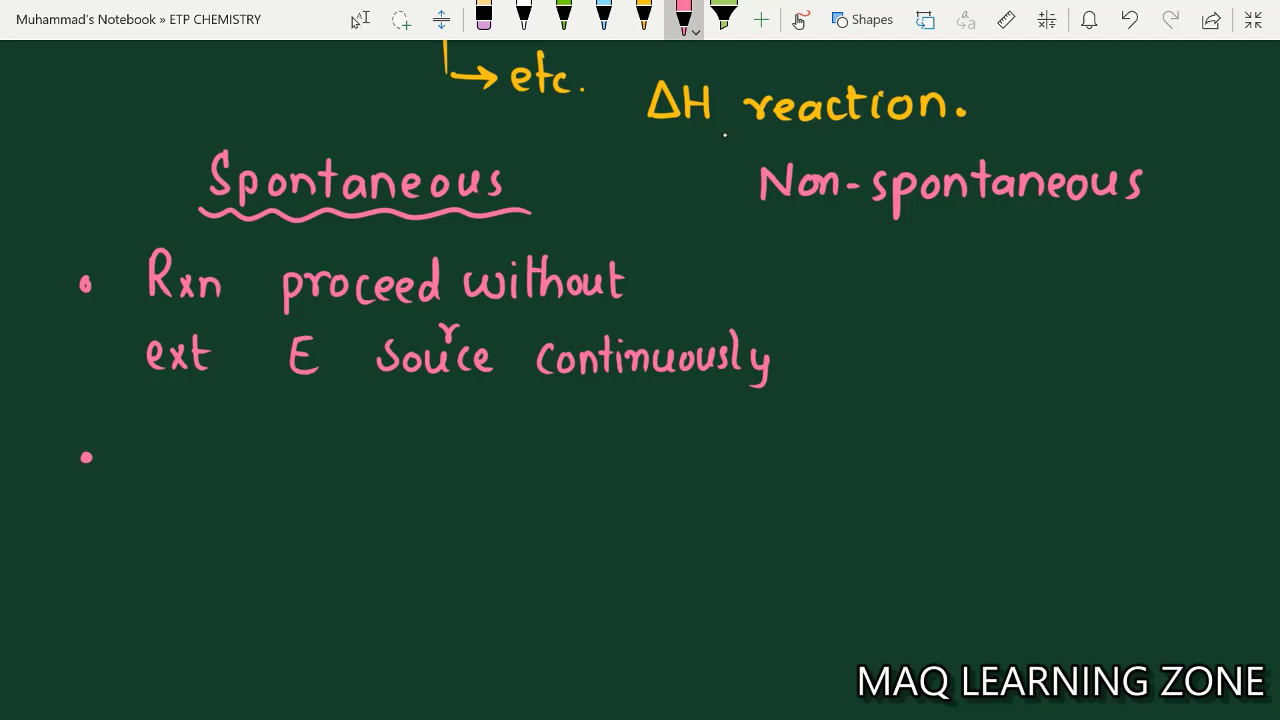 Muhammad's Notebook » ETP CHEMISTRY
Shapes
→ etc.
ΔH reaction.
Spontaneous
Non-spontaneous
• Rxn proceed without
ext E source continuously
•
MAQ LEARNING ZONE